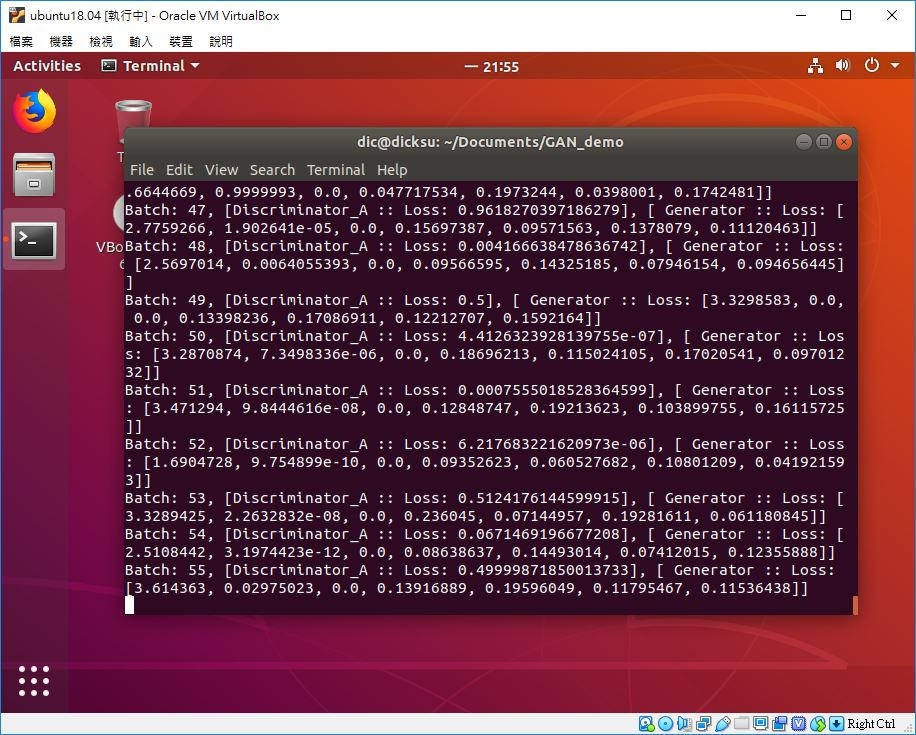 ubuntu18.04 [執行中] - Oracle VM VirtualBox
檔案 機器 檢視 輸入 裝置 說明
Activities Terminal 21:55
dic@dicksu: ~/Documents/GAN_demo
File Edit View Search Terminal Help
.6644669, 0.9999993, 0.0, 0.047717534, 0.1973244, 0.0398001, 0.1742481]]
Batch: 47, [Discriminator_A :: Loss: 0.9618270397186279], [ Generator :: Loss: [
2.7759266, 1.902641e-05, 0.0, 0.15697387, 0.09571563, 0.1378079, 0.11120463]]
Batch: 48, [Discriminator_A :: Loss: 0.004166638478636742], [ Generator :: Loss:
[2.5697014, 0.0064055393, 0.0, 0.09566595, 0.14325185, 0.07946154, 0.094656445]
]
Batch: 49, [Discriminator_A :: Loss: 0.5], [ Generator :: Loss: [3.3298583, 0.0,
0.0, 0.13398236, 0.17086911, 0.12212707, 0.1592164]]
Batch: 50, [Discriminator_A :: Loss: 4.4126323928139755e-07], [ Generator :: Los
s: [3.2870874, 7.3498336e-06, 0.0, 0.18696213, 0.115024105, 0.17020541, 0.097012
32]]
Batch: 51, [Discriminator_A :: Loss: 0.0007555018528364599], [ Generator :: Loss
: [3.471294, 9.8444616e-08, 0.0, 0.12848747, 0.19213623, 0.103899755, 0.16115725
]]
Batch: 52, [Discriminator_A :: Loss: 6.217683221620973e-06], [ Generator :: Loss
: [1.6904728, 9.754899e-10, 0.0, 0.09352623, 0.060527682, 0.10801209, 0.04192159
3]]
Batch: 53, [Discriminator_A :: Loss: 0.5124176144599915], [ Generator :: Loss: [
3.3289425, 2.2632832e-08, 0.0, 0.236045, 0.07144957, 0.19281611, 0.061180845]]
Batch: 54, [Discriminator_A :: Loss: 0.0671469196677208], [ Generator :: Loss: [
2.5108442, 3.1974423e-12, 0.0, 0.08638637, 0.14493014, 0.07412015, 0.12355888]]
Batch: 55, [Discriminator_A :: Loss: 0.49999871850013733], [ Generator :: Loss:
[3.614363, 0.02975023, 0.0, 0.13916889, 0.19596049, 0.11795467, 0.11536438]]
Right Ctrl